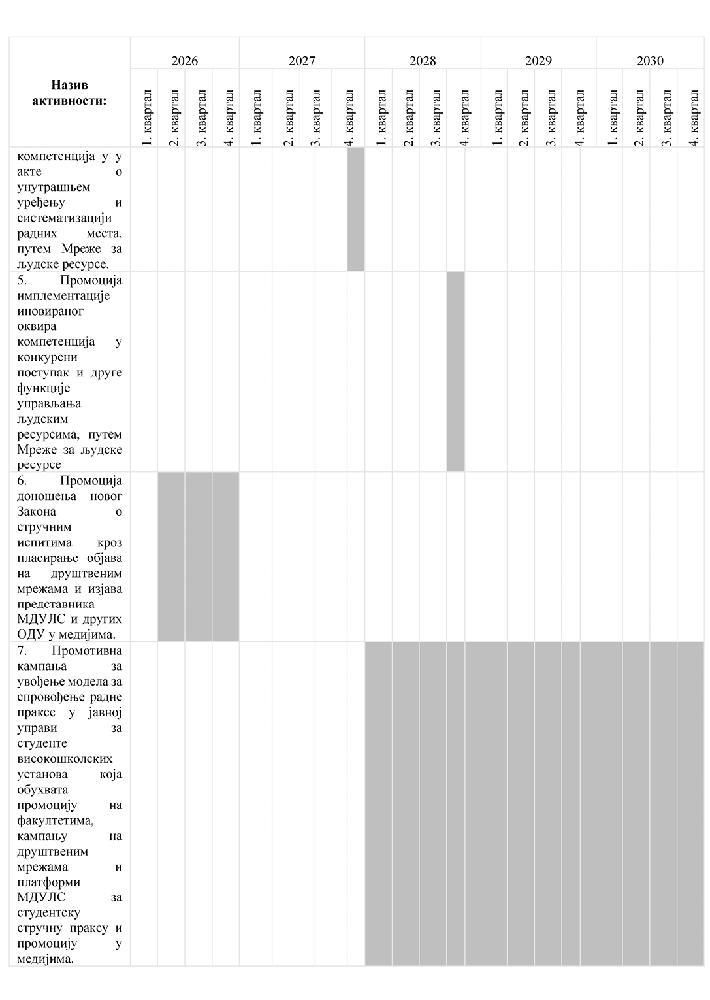 Назив
активности:
2026
2027
2028
2029
2030
1. квартал
2. квартал
3. квартал
4. квартал
1. квартал
2. квартал
3. квартал
4. квартал
1. квартал
2. квартал
3. квартал
4. квартал
1. квартал
2. квартал
3. квартал
4. квартал
1. квартал
2. квартал
3. квартал
4. квартал
компетенција у у
акте о
унутрашњем
уређењу и
систематизацији
радних места,
путем Мреже за
људске ресурсе.
5. Промоција
имплементације
иновираног
оквира
компетенција у
конкурсни
поступак и друге
функције
управљања
људским
ресурсима, путем
Мреже за људске
ресурсе
6. Промоција
доношења новог
Закона о
стручним
испитима кроз
пласирање објава
на друштвеним
мрежама и изјава
представника
МДУЛС и других
ОДУ у медијима.
7. Промотивна
кампања за
увођење модела за
спровођење радне
праксе у јавној
управи за
студенте
високошколских
установа која
обухвата
промоцију на
факултетима,
кампању на
друштвеним
мрежама и
платформи
МДУЛС за
студентску
стручну праксу и
промоцију у
медијима.